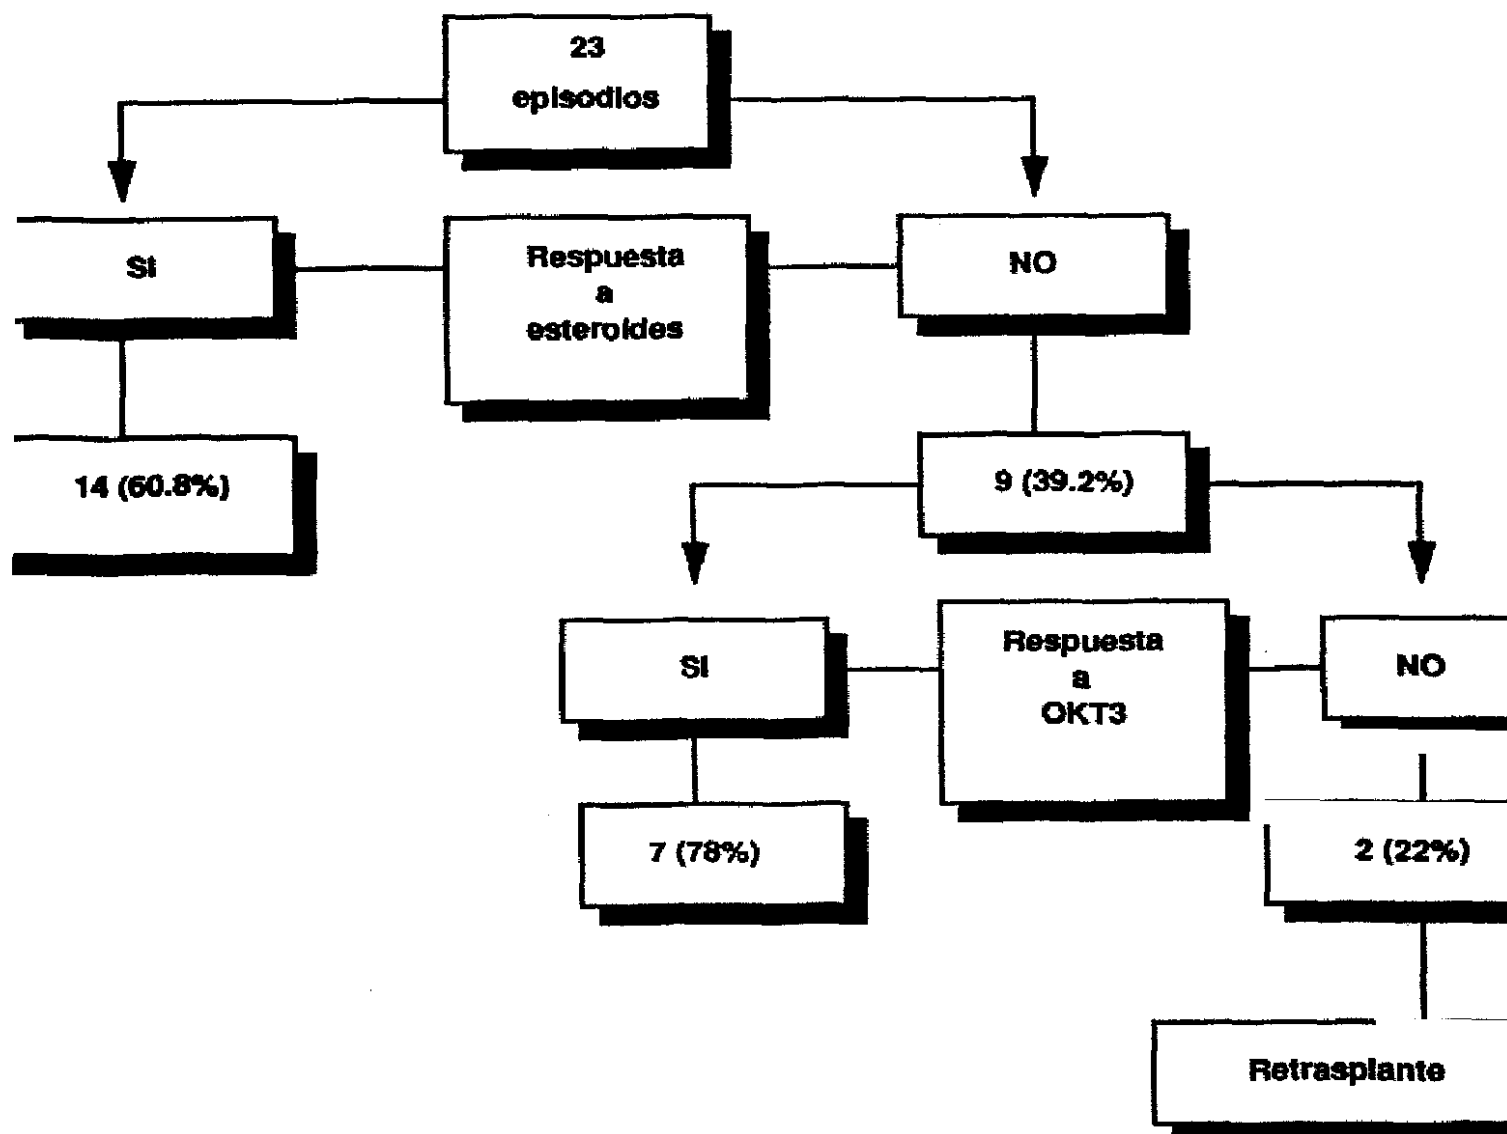 23
episodios
SI
Respuesta
a
esteroides
NO
14 (60.8%)
9 (39.2%)
SI
Respuesta
a
OKT3
NO
7 (78%)
2 (22%)
Retrasplante